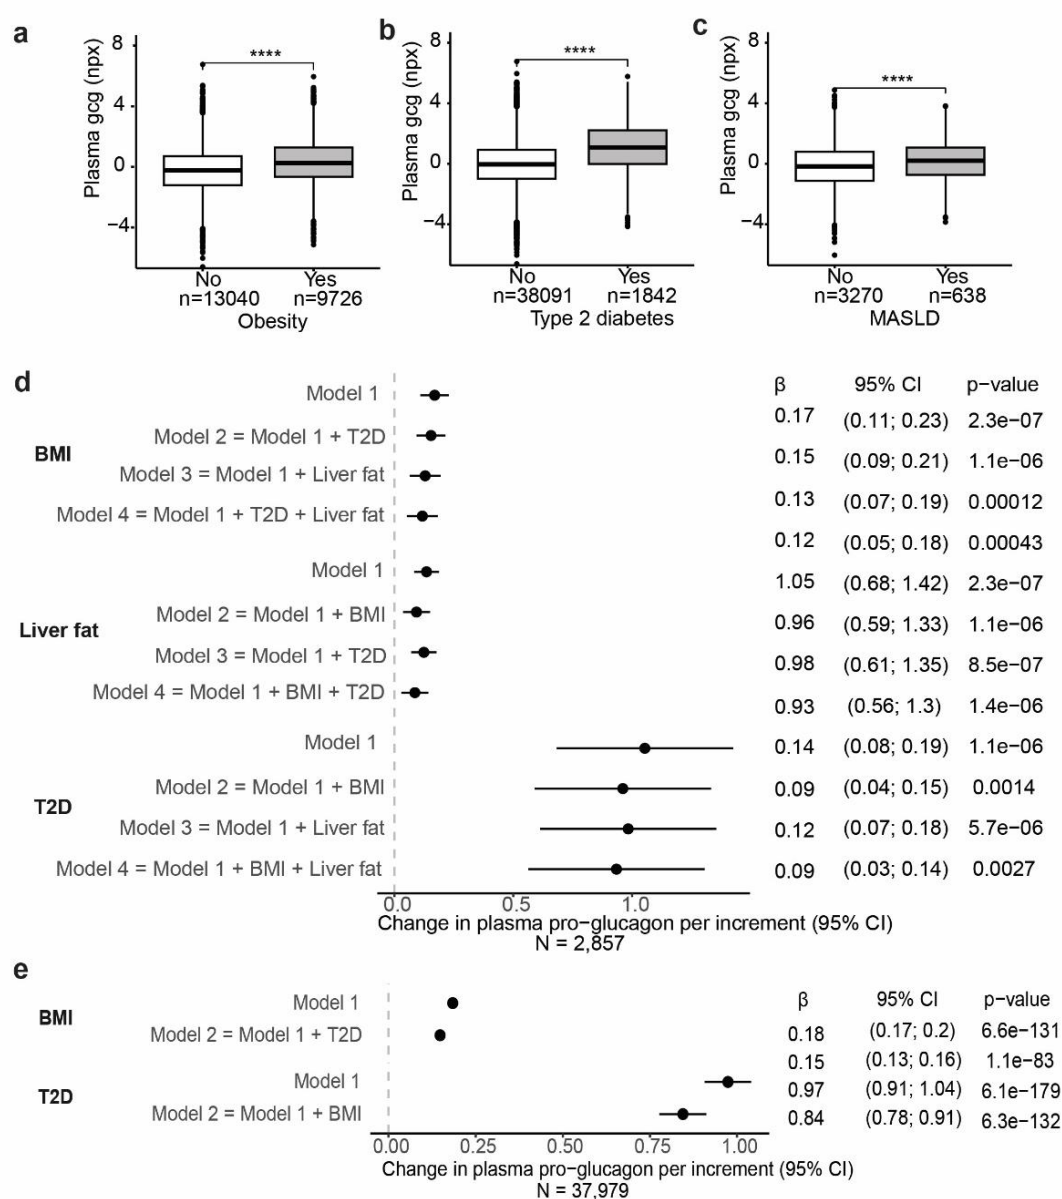 a
Plasma gcg (npx)
8
4
0
−4
****
No
n=13040
Yes
n=9726
Obesity
b
Plasma gcg (npx)
8
4
0
−4
****
No
n=38091
Yes
n=1842
Type 2 diabetes
c
Plasma gcg (npx)
8
4
0
−4
****
No
n=3270
Yes
n=638
MASLD
d
β 95% CI p−value
BMI
Model 1
0.17 (0.11; 0.23) 2.3e−07
Model 2 = Model 1 + T2D
0.15 (0.09; 0.21) 1.1e−06
Model 3 = Model 1 + Liver fat
0.13 (0.07; 0.19) 0.00012
Model 4 = Model 1 + T2D + Liver fat
0.12 (0.05; 0.18) 0.00043
Liver fat
Model 1
1.05 (0.68; 1.42) 2.3e−07
Model 2 = Model 1 + BMI
0.96 (0.59; 1.33) 1.1e−06
Model 3 = Model 1 + T2D
0.98 (0.61; 1.35) 8.5e−07
Model 4 = Model 1 + BMI + T2D
0.93 (0.56; 1.3) 1.4e−06
T2D
Model 1
0.14 (0.08; 0.19) 1.1e−06
Model 2 = Model 1 + BMI
0.09 (0.04; 0.15) 0.0014
Model 3 = Model 1 + Liver fat
0.12 (0.07; 0.18) 5.7e−06
Model 4 = Model 1 + BMI + Liver fat
0.09 (0.03; 0.14) 0.0027
0.0 0.5 1.0
Change in plasma pro−glucagon per increment (95% CI)
N = 2,857
e
β 95% CI p−value
BMI
Model 1
0.18 (0.17; 0.2) 6.6e−131
Model 2 = Model 1 + T2D
0.15 (0.13; 0.16) 1.1e−83
T2D
Model 1
0.97 (0.91; 1.04) 6.1e−179
Model 2 = Model 1 + BMI
0.84 (0.78; 0.91) 6.3e−132
0.00 0.25 0.50 0.75 1.00
Change in plasma pro−glucagon per increment (95% CI)
N = 37,979